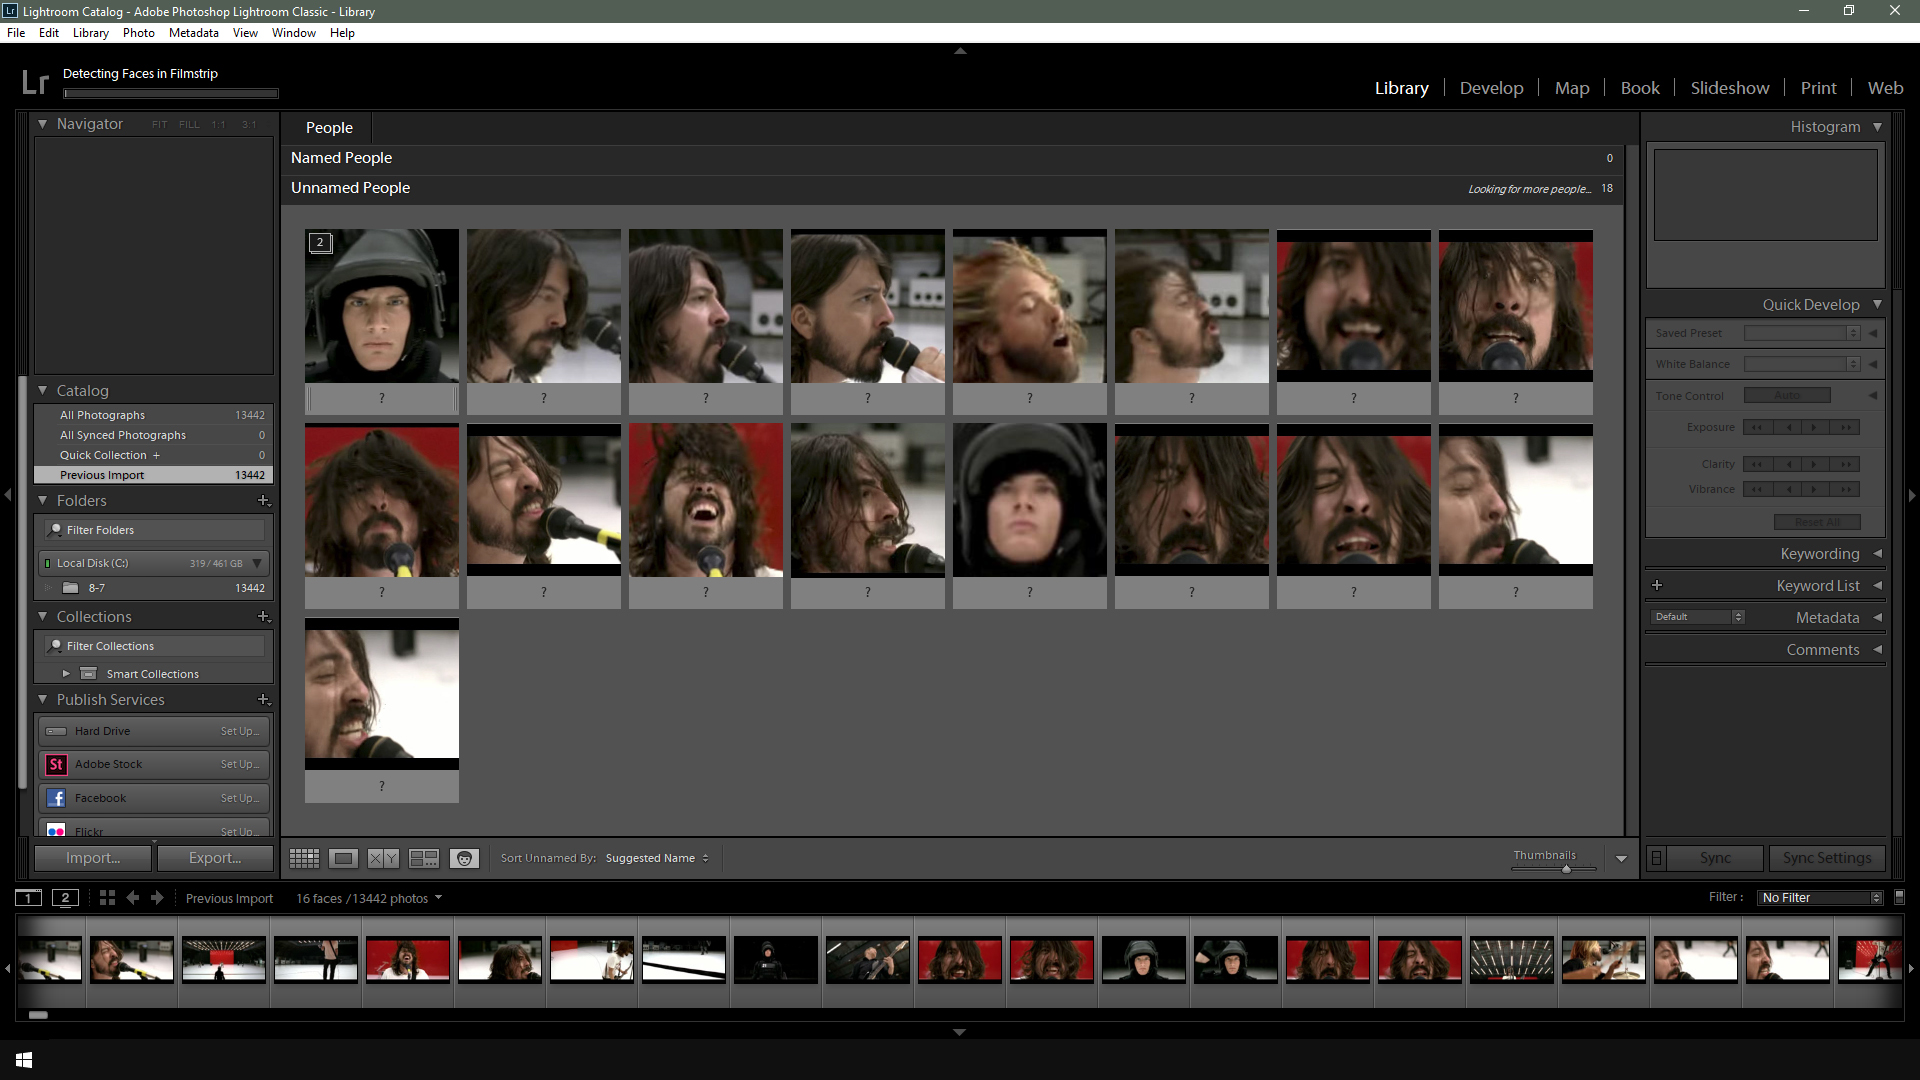 Lr Lightroom Catalog - Adobe Photoshop Lightroom Classic - Library
File Edit Library Photo Metadata View Window Help
Lr Detecting Faces in Filmstrip
Library Develop Map Book Slideshow Print Web
Navigator FIT FILL 1:1 3:1
People
Histogram
Named People 0
Unnamed People Looking for more people... 18
2
Quick Develop
Saved Preset
White Balance
Tone Control Auto
Exposure
Clarity
Vibrance
Reset All
Keywording
Keyword List
Default Metadata
Comments
? ? ? ? ? ? ? ?
? ? ? ? ? ? ? ?
?
Catalog
All Photographs 13442
All Synced Photographs 0
Quick Collection + 0
Previous Import 13442
Folders
Filter Folders
Local Disk (C:) 319 / 461 GB
8-7 13442
Collections
Filter Collections
Smart Collections
Publish Services
Hard Drive Set Up...
St Adobe Stock Set Up...
f Facebook Set Up...
Flickr Set Up...
Import... Export...
X Y Sort Unnamed By: Suggested Name Thumbnails
Sync Sync Settings
1 2 Previous Import 16 faces / 13442 photos Filter : No Filter